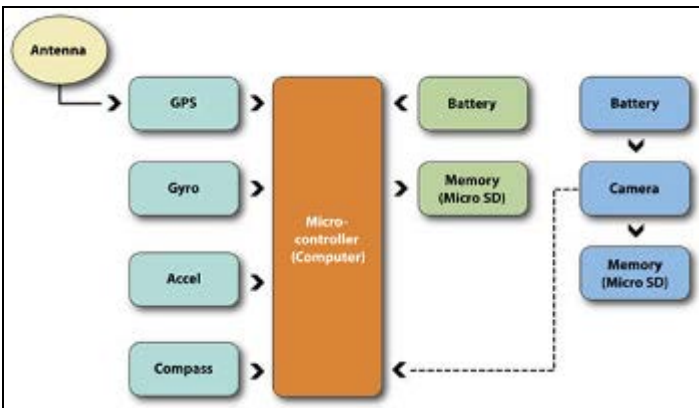 Antenna
GPS
Battery
Battery
Gyro
Memory
(Micro SD)
Camera
Micro-
controller
(Computer)
Accel
Memory
(Micro SD)
Compass